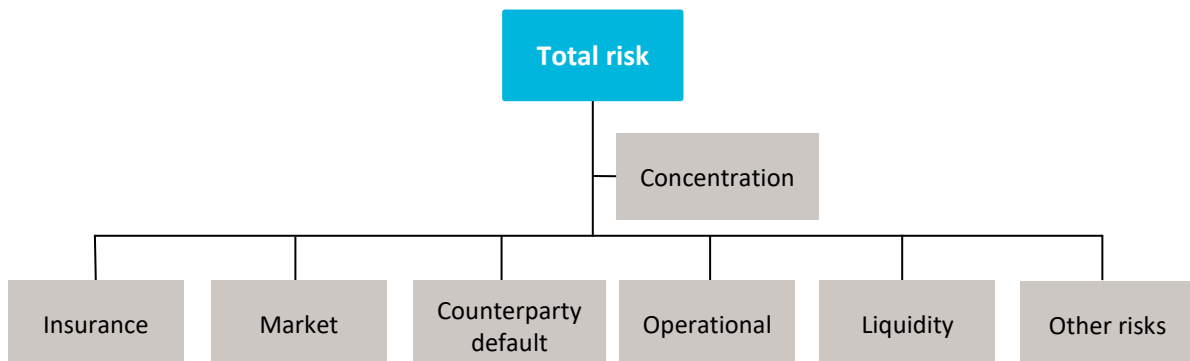 Total risk
Concentration
Insurance
Market
Counterparty
default
Operational
Liquidity
Other risks